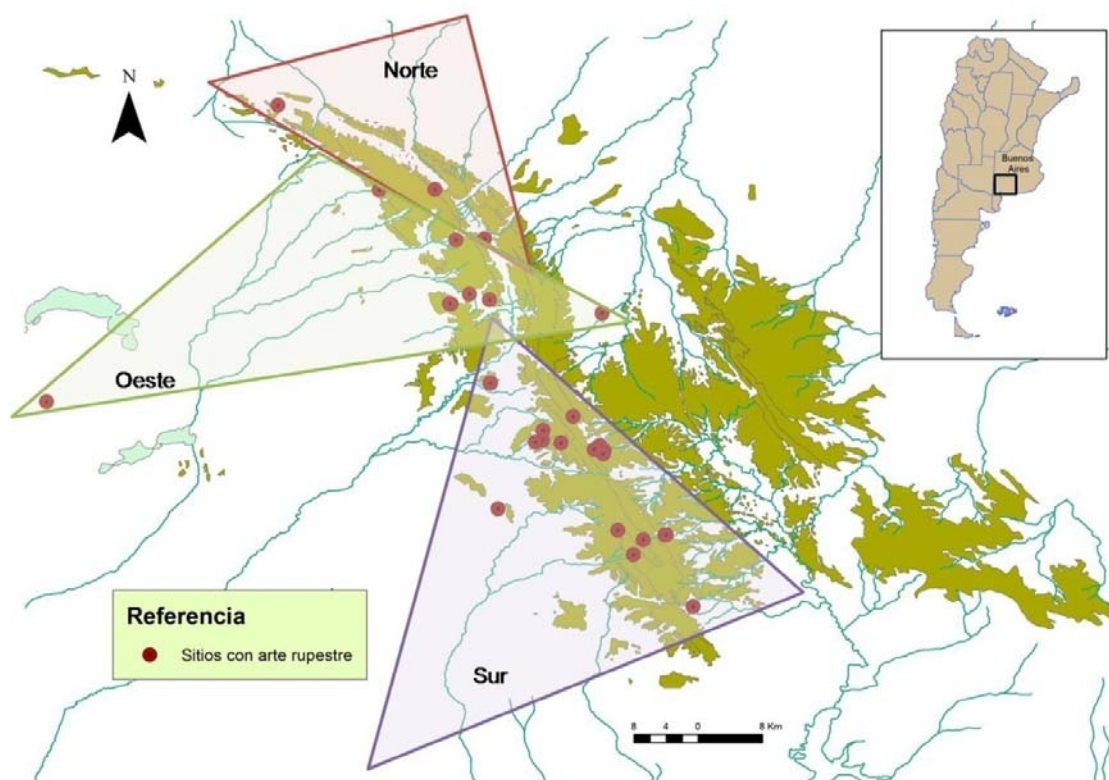 Norte
N
Buenos
Aires
Oeste
Referencia
Sitios con arte rupestre
Sur
8 4 0 8 Km